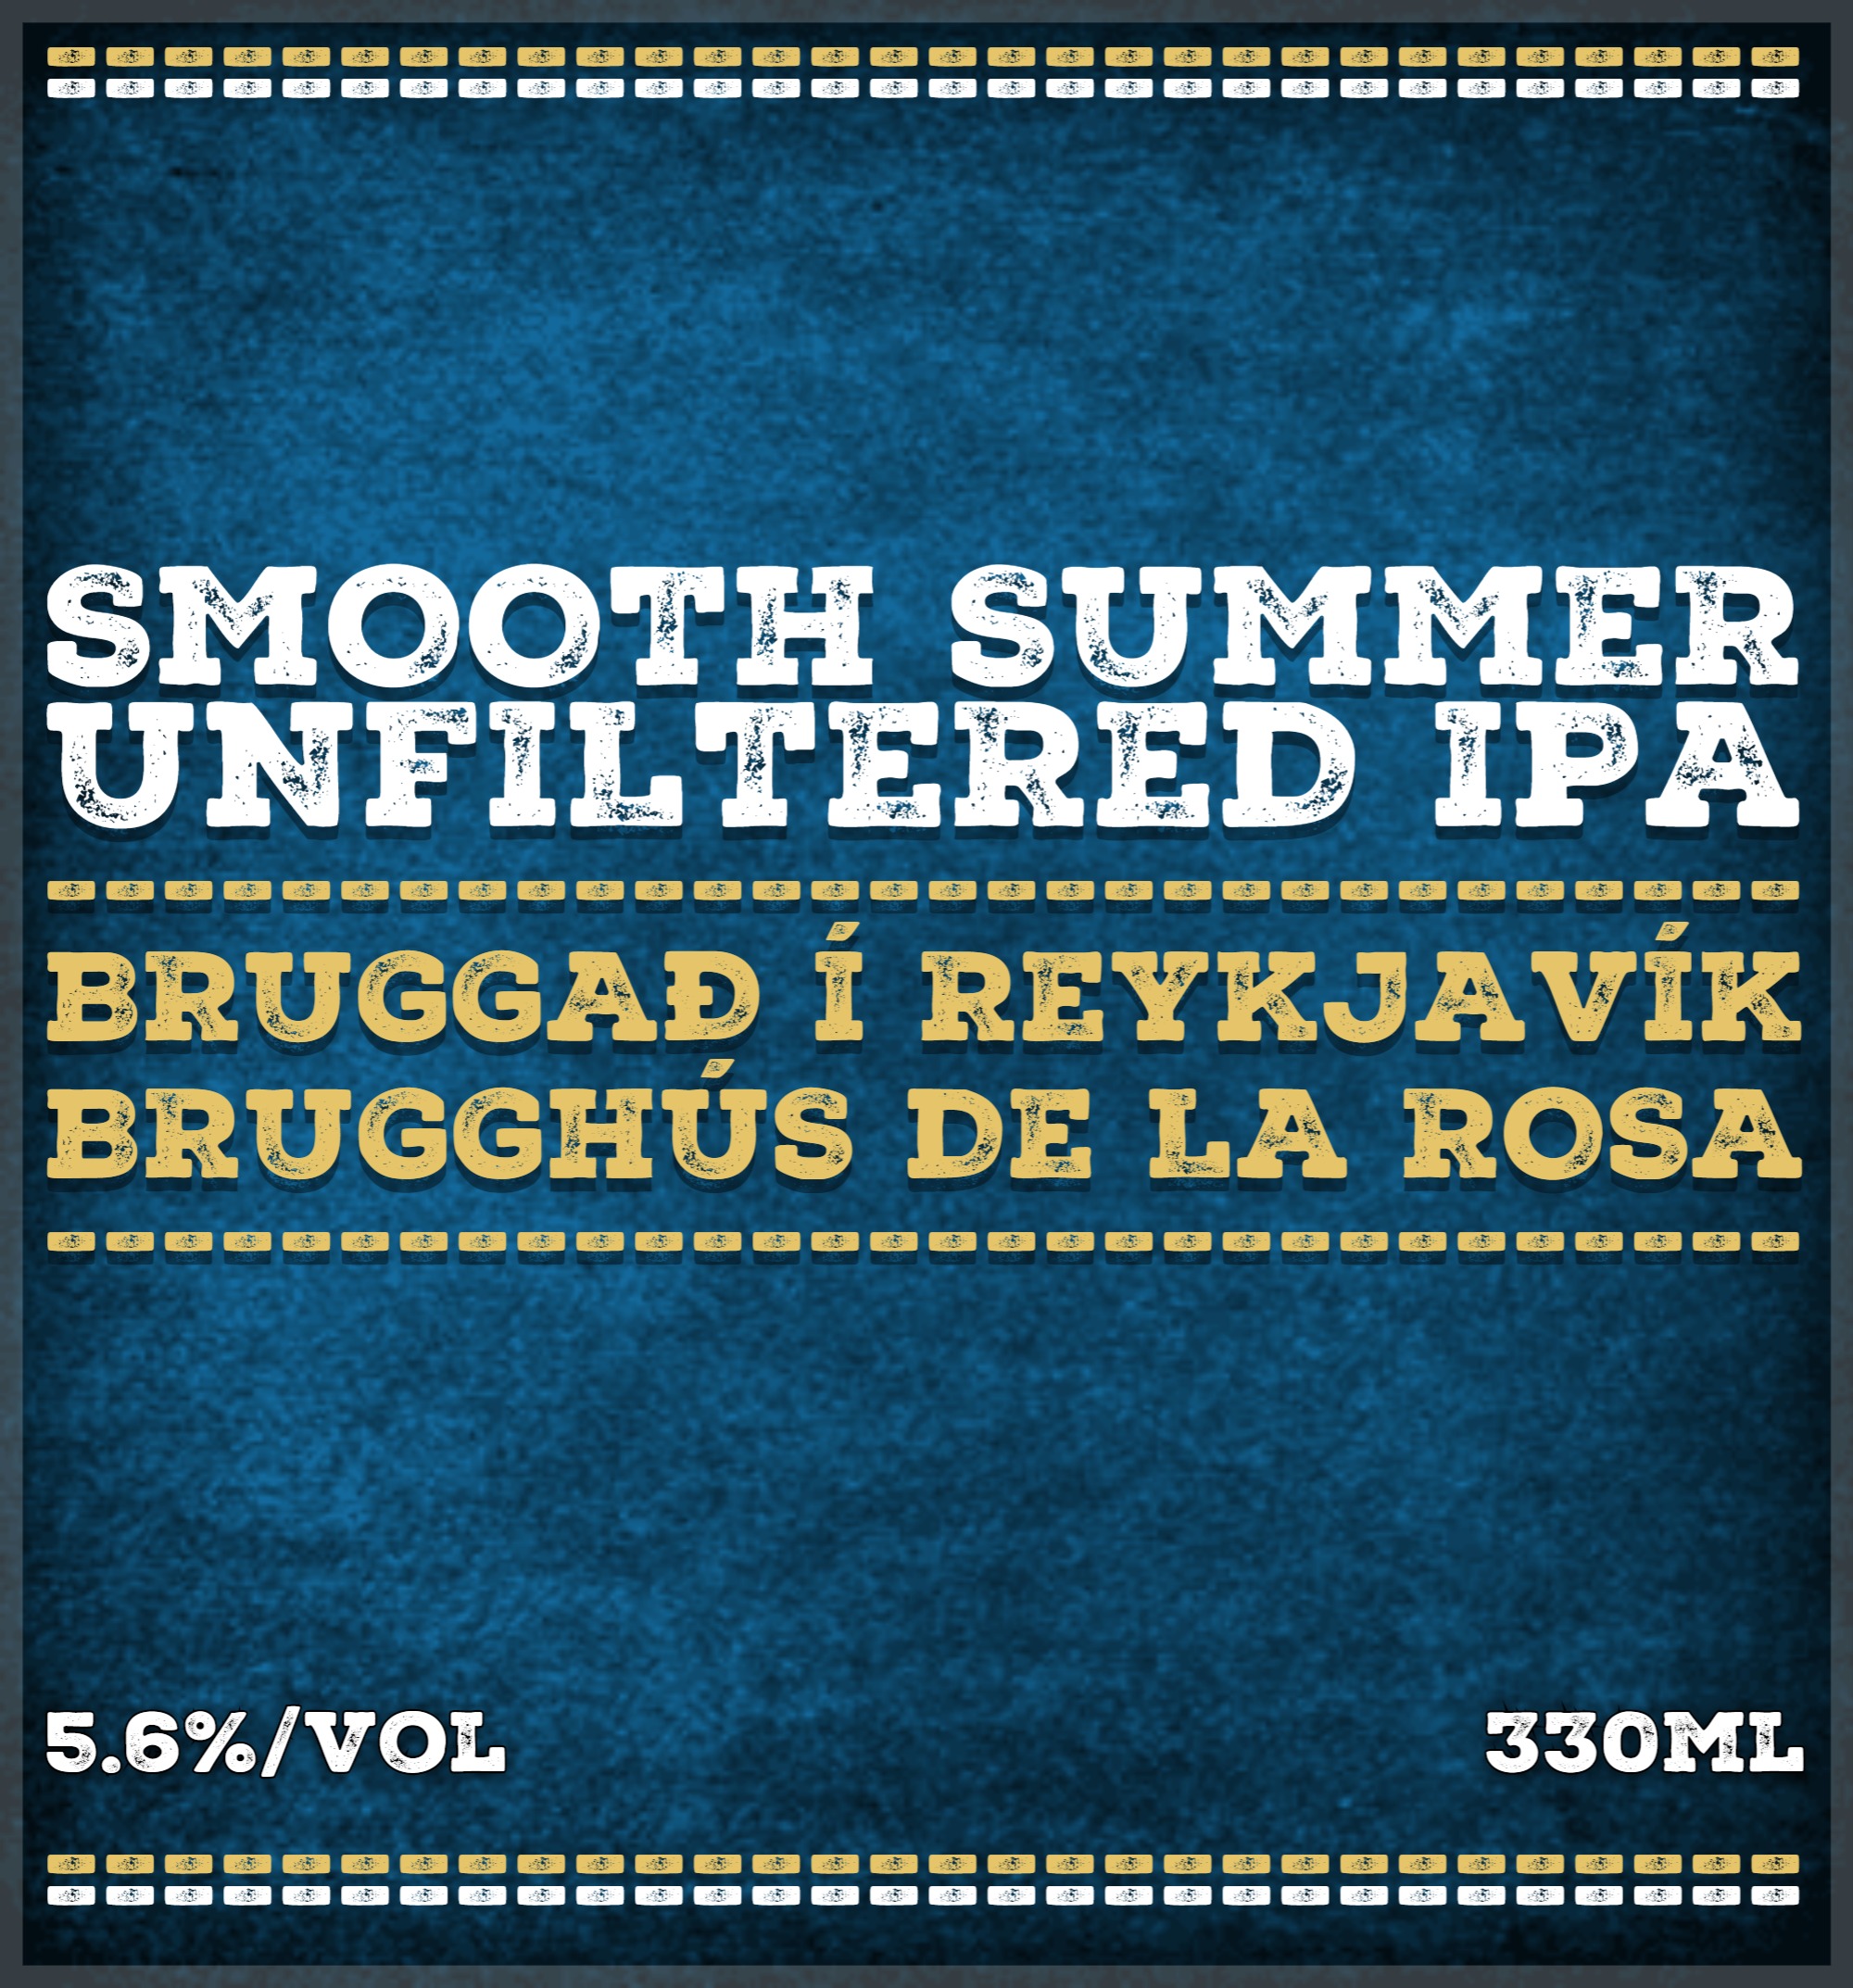 SMOOTH SUMMER
UNFILTERED IPA
BRUGGAÐ Í REYKJAVÍK
BRUGGHÚS DE LA ROSA
5.6%/VOL
330ML